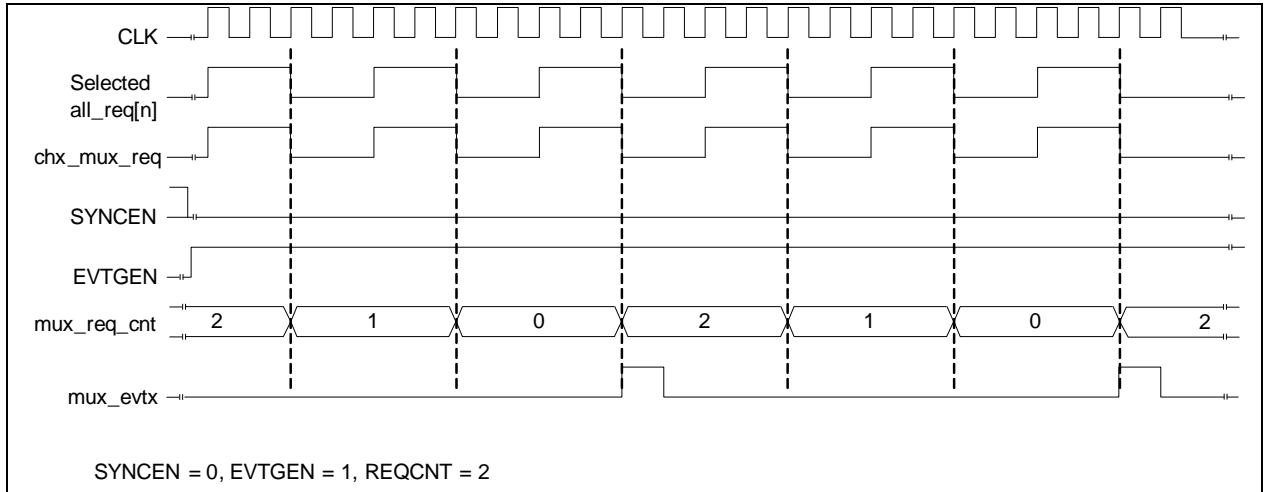 CLK
Selected
all_req[n]
chx_mux_req
SYNCEN
EVTGEN
mux_req_cnt 2 1 0 2 1 0 2
mux_evtx
SYNCEN = 0, EVTGEN = 1, REQCNT = 2